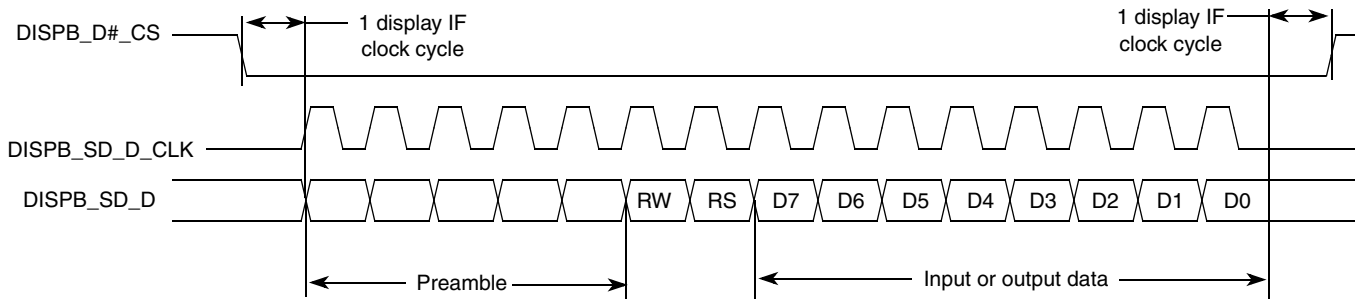 DISPB_D#_CS
1 display IF
clock cycle
1 display IF
clock cycle
DISPB_SD_D_CLK
DISPB_SD_D
RW
RS
D7
D6
D5
D4
D3
D2
D1
D0
Preamble
Input or output data